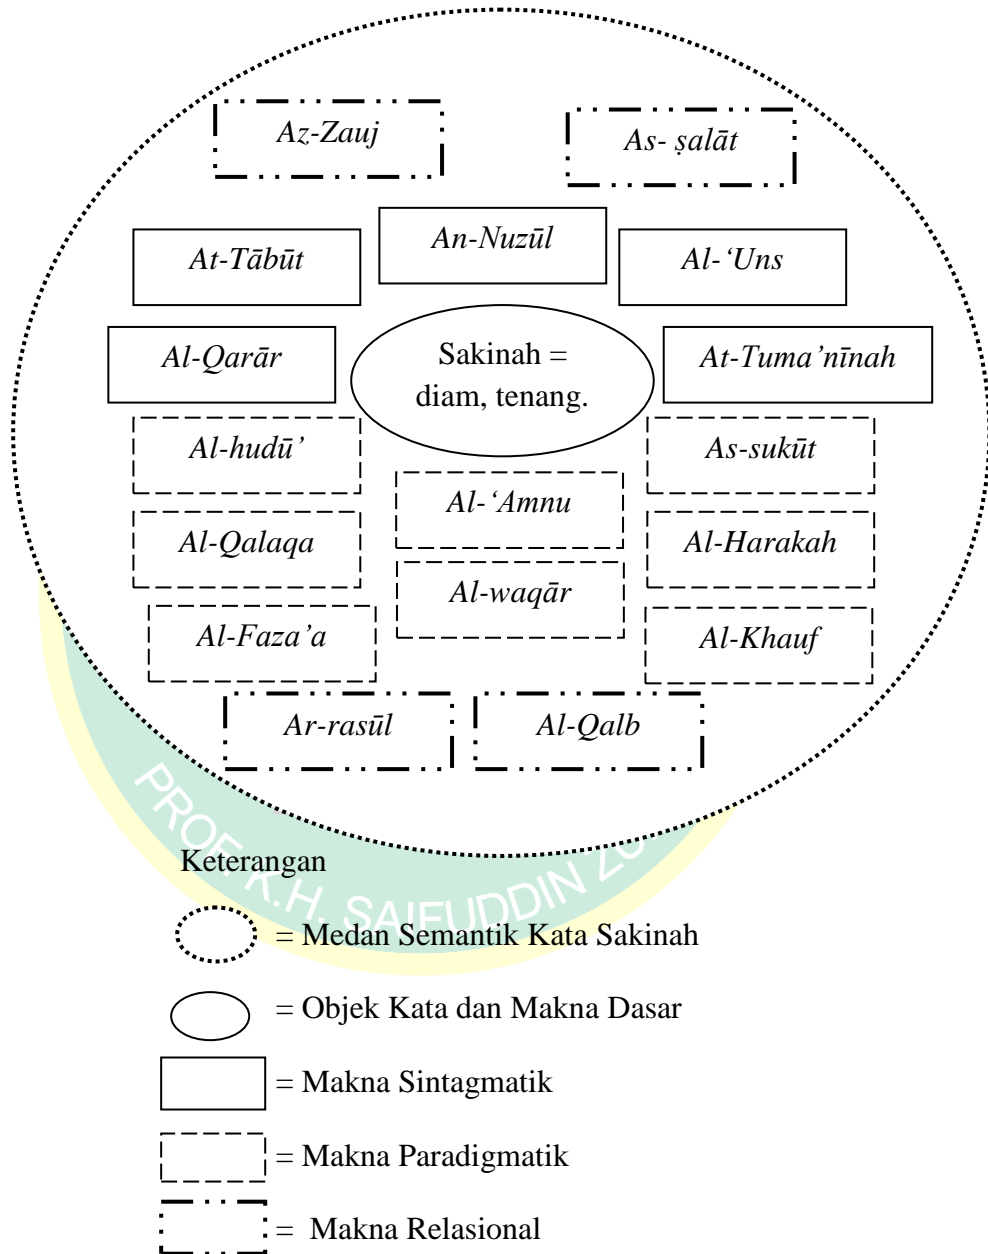 Az-Zauj
As- ṣalāt
An-Nuzūl
At-Tābūt
Al-‘Uns
Al-Qarār
Sakinah =
diam, tenang.
At-Tuma’nīnah
Al-hudū’
As-sukūt
Al-‘Amnu
Al-Qalaqa
Al-Harakah
Al-waqār
Al-Faza’a
Al-Khauf
Ar-rasūl
Al-Qalb
PROF. K.H. SAIFUDDIN
Keterangan
= Medan Semantik Kata Sakinah
= Objek Kata dan Makna Dasar
= Makna Sintagmatik
= Makna Paradigmatik
= Makna Relasional